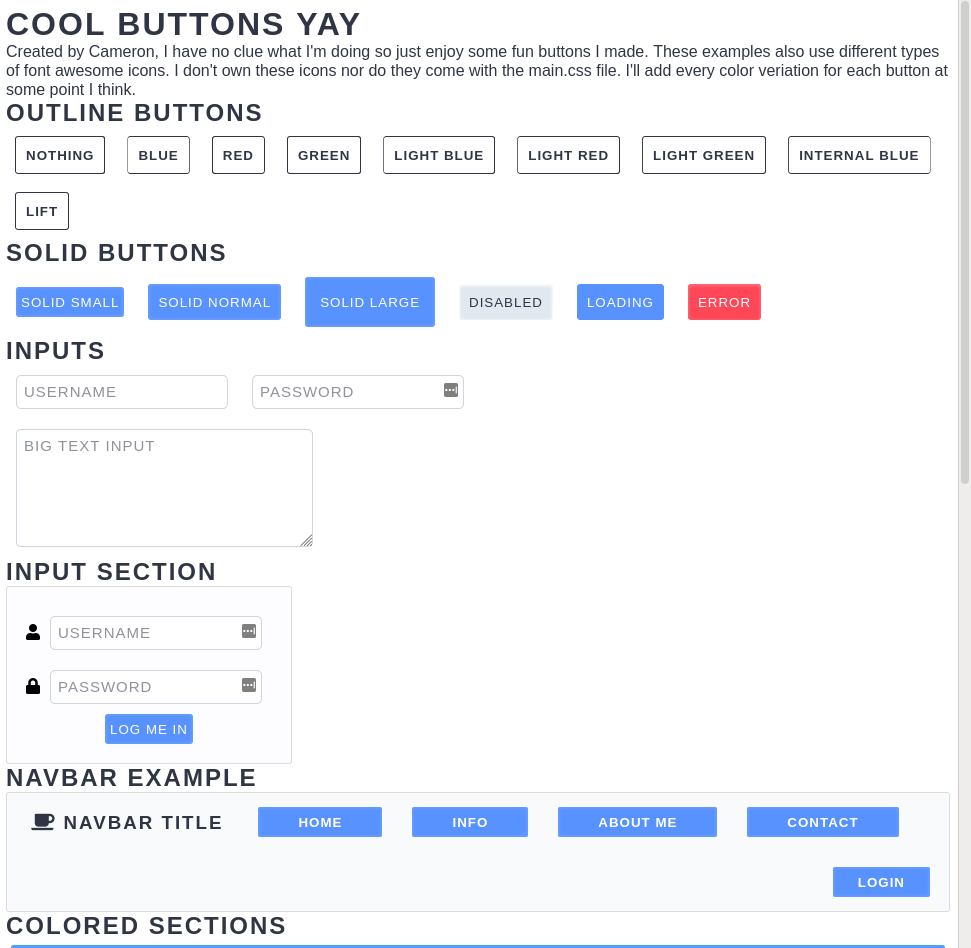 COOL BUTTONS YAY
Created by Cameron, I have no clue what I'm doing so just enjoy some fun buttons I made. These examples also use different types
of font awesome icons. I don't own these icons nor do they come with the main.css file. I'll add every color veriation for each button at
some point I think.
OUTLINE BUTTONS
NOTHING BLUE RED GREEN LIGHT BLUE LIGHT RED LIGHT GREEN INTERNAL BLUE
LIFT
SOLID BUTTONS
SOLID SMALL SOLID NORMAL SOLID LARGE DISABLED LOADING ERROR
INPUTS
USERNAME PASSWORD
BIG TEXT INPUT
INPUT SECTION
USERNAME
PASSWORD
LOG ME IN
NAVBAR EXAMPLE
NAVBAR TITLE HOME INFO ABOUT ME CONTACT
LOGIN
COLORED SECTIONS